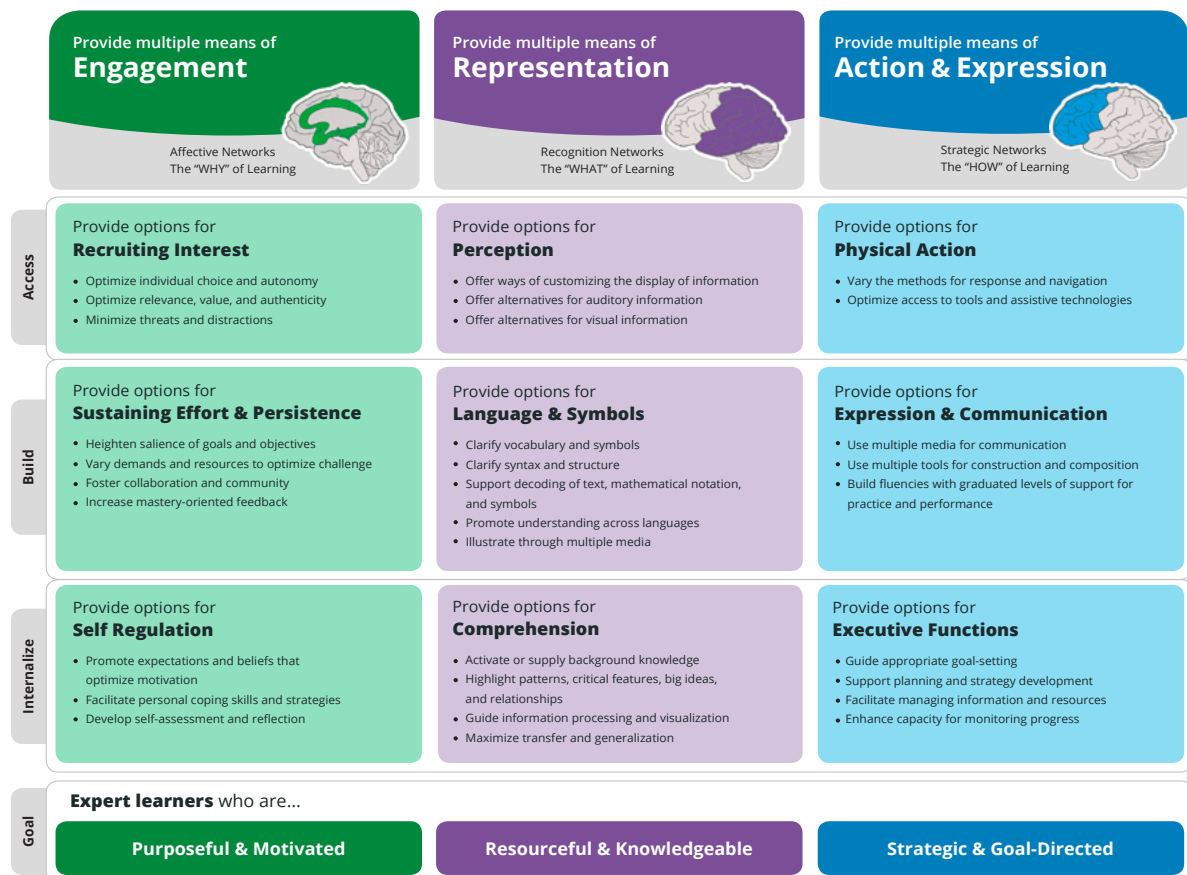 Provide multiple means of
Engagement
Affective Networks
The “WHY” of Learning
Provide multiple means of
Representation
Recognition Networks
The “WHAT” of Learning
Provide multiple means of
Action & Expression
Strategic Networks
The “HOW” of Learning
Access
Provide options for
Recruiting Interest
• Optimize individual choice and autonomy
• Optimize relevance, value, and authenticity
• Minimize threats and distractions
Provide options for
Perception
• Offer ways of customizing the display of information
• Offer alternatives for auditory information
• Offer alternatives for visual information
Provide options for
Physical Action
• Vary the methods for response and navigation
• Optimize access to tools and assistive technologies
Build
Provide options for
Sustaining Effort & Persistence
• Heighten salience of goals and objectives
• Vary demands and resources to optimize challenge
• Foster collaboration and community
• Increase mastery-oriented feedback
Provide options for
Language & Symbols
• Clarify vocabulary and symbols
• Clarify syntax and structure
• Support decoding of text, mathematical notation,
and symbols
• Promote understanding across languages
• Illustrate through multiple media
Provide options for
Expression & Communication
• Use multiple media for communication
• Use multiple tools for construction and composition
• Build fluencies with graduated levels of support for
practice and performance
Internalize
Provide options for
Self Regulation
• Promote expectations and beliefs that
optimize motivation
• Facilitate personal coping skills and strategies
• Develop self-assessment and reflection
Provide options for
Comprehension
• Activate or supply background knowledge
• Highlight patterns, critical features, big ideas,
and relationships
• Guide information processing and visualization
• Maximize transfer and generalization
Provide options for
Executive Functions
• Guide appropriate goal-setting
• Support planning and strategy development
• Facilitate managing information and resources
• Enhance capacity for monitoring progress
Goal
Expert learners who are...
Purposeful & Motivated
Resourceful & Knowledgeable
Strategic & Goal-Directed